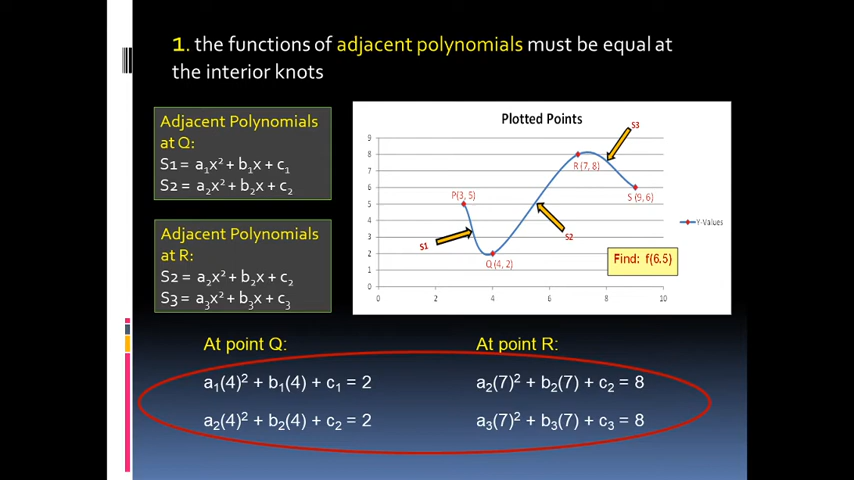 1. the functions of adjacent polynomials must be equal at
the interior knots
Adjacent Polynomials
at Q:
S1 = a₁x² + b₁x + c₁
S2 = a₂x² + b₂x + c₂
Adjacent Polynomials
at R:
S2 = a₂x² + b₂x + c₂
S3 = a₃x² + b₃x + c₃
Plotted Points
9
8
7
6
5
4
3
2
1
0
0 2 4 6 8 10
P(3, 5)
Q (4, 2)
R (7, 8)
S (9, 6)
S1
S2
S3
Y-Values
Find: f(6.5)
At point Q:
a₁(4)² + b₁(4) + c₁ = 2
a₂(4)² + b₂(4) + c₂ = 2
At point R:
a₂(7)² + b₂(7) + c₂ = 8
a₃(7)² + b₃(7) + c₃ = 8